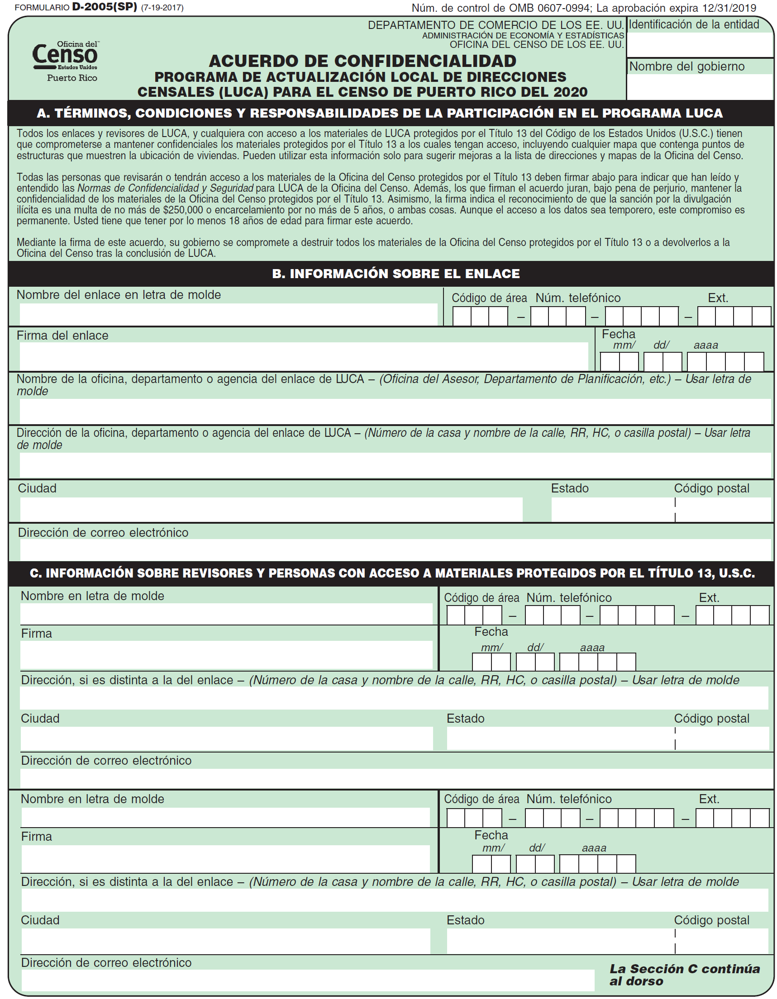 FORMULARIO D-2005(SP) (7-19-2017)
Núm. de control de OMB 0607-0994; La aprobación expira 12/31/2019
Oficina del™
Censo
Estados Unidos
Puerto Rico
DEPARTAMENTO DE COMERCIO DE LOS EE. UU.
ADMINISTRACIÓN DE ECONOMÍA Y ESTADÍSTICAS
OFICINA DEL CENSO DE LOS EE. UU.
ACUERDO DE CONFIDENCIALIDAD
PROGRAMA DE ACTUALIZACIÓN LOCAL DE DIRECCIONES
CENSALES (LUCA) PARA EL CENSO DE PUERTO RICO DEL 2020
Identificación de la entidad
Nombre del gobierno
A. TÉRMINOS, CONDICIONES Y RESPONSABILIDADES DE LA PARTICIPACIÓN EN EL PROGRAMA LUCA
Todos los enlaces y revisores de LUCA, y cualquiera con acceso a los materiales de LUCA protegidos por el Título 13 del Código de los Estados Unidos (U.S.C.) tienen
que comprometerse a mantener confidenciales los materiales protegidos por el Título 13 a los cuales tengan acceso, incluyendo cualquier mapa que contenga puntos de
estructuras que muestren la ubicación de viviendas. Pueden utilizar esta información solo para sugerir mejoras a la lista de direcciones y mapas de la Oficina del Censo.
Todas las personas que revisarán o tendrán acceso a los materiales de la Oficina del Censo protegidos por el Título 13 deben firmar abajo para indicar que han leído y
entendido las Normas de Confidencialidad y Seguridad para LUCA de la Oficina del Censo. Además, los que firman el acuerdo juran, bajo pena de perjurio, mantener la
confidencialidad de los materiales de la Oficina del Censo protegidos por el Título 13. Asimismo, la firma indica el reconocimiento de que la sanción por la divulgación
ilícita es una multa de no más de $250,000 o encarcelamiento por no más de 5 años, o ambas cosas. Aunque el acceso a los datos sea temporero, este compromiso es
permanente. Usted tiene que tener por lo menos 18 años de edad para firmar este acuerdo.
Mediante la firma de este acuerdo, su gobierno se compromete a destruir todos los materiales de la Oficina del Censo protegidos por el Título 13 o a devolverlos a la
Oficina del Censo tras la conclusión de LUCA.
B. INFORMACIÓN SOBRE EL ENLACE
Nombre del enlace en letra de molde
Código de área Núm. telefónico Ext.
– – –
Firma del enlace
Fecha
mm/ dd/ aaaa
Nombre de la oficina, departamento o agencia del enlace de LUCA – (Oficina del Asesor, Departamento de Planificación, etc.) – Usar letra de
molde
Dirección de la oficina, departamento o agencia del enlace de LUCA – (Número de la casa y nombre de la calle, RR, HC, o casilla postal) – Usar letra
de molde
Ciudad Estado Código postal
Dirección de correo electrónico
C. INFORMACIÓN SOBRE REVISORES Y PERSONAS CON ACCESO A MATERIALES PROTEGIDOS POR EL TÍTULO 13, U.S.C.
Nombre en letra de molde
Código de área Núm. telefónico Ext.
– – –
Firma
Fecha
mm/ dd/ aaaa
Dirección, si es distinta a la del enlace – (Número de la casa y nombre de la calle, RR, HC, o casilla postal) – Usar letra de molde
Ciudad Estado Código postal
Dirección de correo electrónico
Nombre en letra de molde
Código de área Núm. telefónico Ext.
– – –
Firma
Fecha
mm/ dd/ aaaa
Dirección, si es distinta a la del enlace – (Número de la casa y nombre de la calle, RR, HC, o casilla postal) – Usar letra de molde
Ciudad Estado Código postal
Dirección de correo electrónico
La Sección C continúa
al dorso